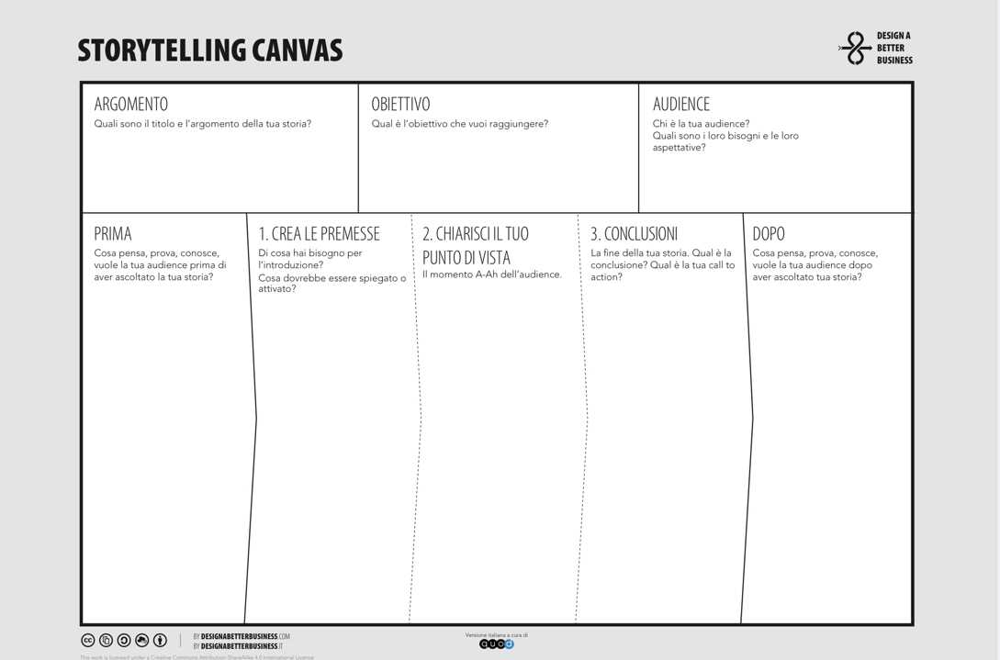 STORYTELLING CANVAS
DESIGN A
BETTER
BUSINESS
ARGOMENTO
Quali sono il titolo e l'argomento della tua storia?
OBIETTIVO
Qual è l'obiettivo che vuoi raggiungere?
AUDIENCE
Chi è la tua audience?
Quali sono i loro bisogni e le loro
aspettative?
PRIMA
Cosa pensa, prova, conosce,
vuole la tua audience prima di
aver ascoltato la tua storia?
1. CREA LE PREMESSE
Di cosa hai bisogno per
l'introduzione?
Cosa dovrebbe essere spiegato o
attivato?
2. CHIARISCI IL TUO
PUNTO DI VISTA
Il momento A-Ah dell'audience.
3. CONCLUSIONI
La fine della tua storia. Qual è la
conclusione? Qual è la tua call to
action?
DOPO
Cosa pensa, prova, conosce,
vuole la tua audience dopo
aver ascoltato tua storia?
cc
BY DESIGNABETTERBUSINESS.COM
BY DESIGNABETTERBUSINESS.IT
Versione italiana a cura di
quod
This work is licensed under a Creative Commons Attribution-ShareAlike 4.0 International License